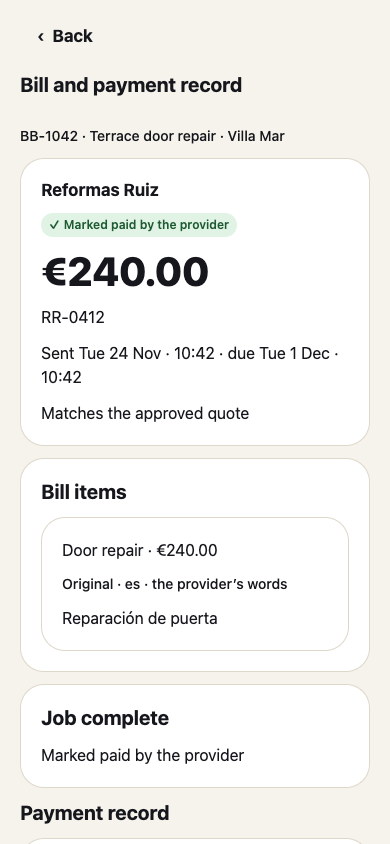 ‹ Back
Bill and payment record
BB-1042 · Terrace door repair · Villa Mar
Reformas Ruiz
✓ Marked paid by the provider
€240.00
RR-0412
Sent Tue 24 Nov · 10:42 · due Tue 1 Dec ·
10:42
Matches the approved quote
Bill items
Door repair · €240.00
Original · es · the provider’s words
Reparación de puerta
Job complete
Marked paid by the provider
Payment record